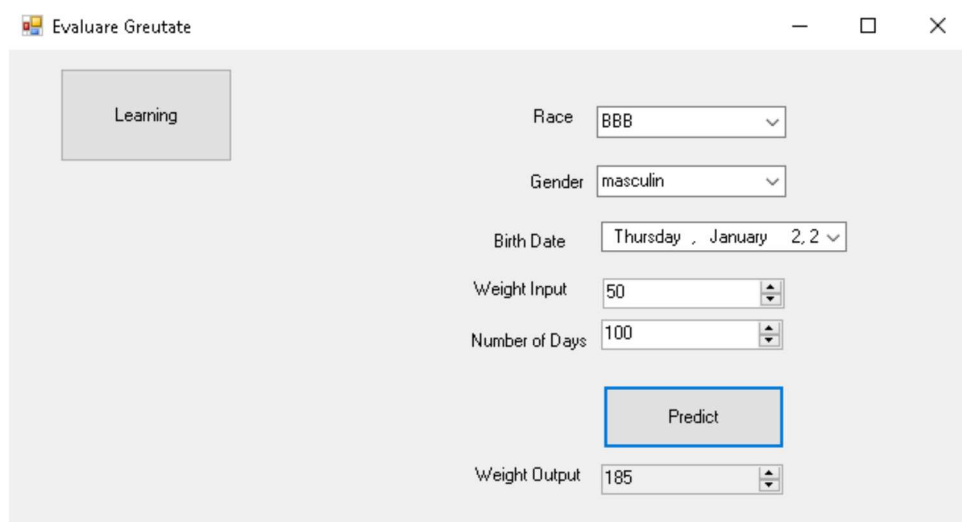 Evaluare Greutate
Learning
Race BBB
Gender masculin
Birth Date Thursday , January 2, 2
Weight Input 50
Number of Days 100
Predict
Weight Output 185